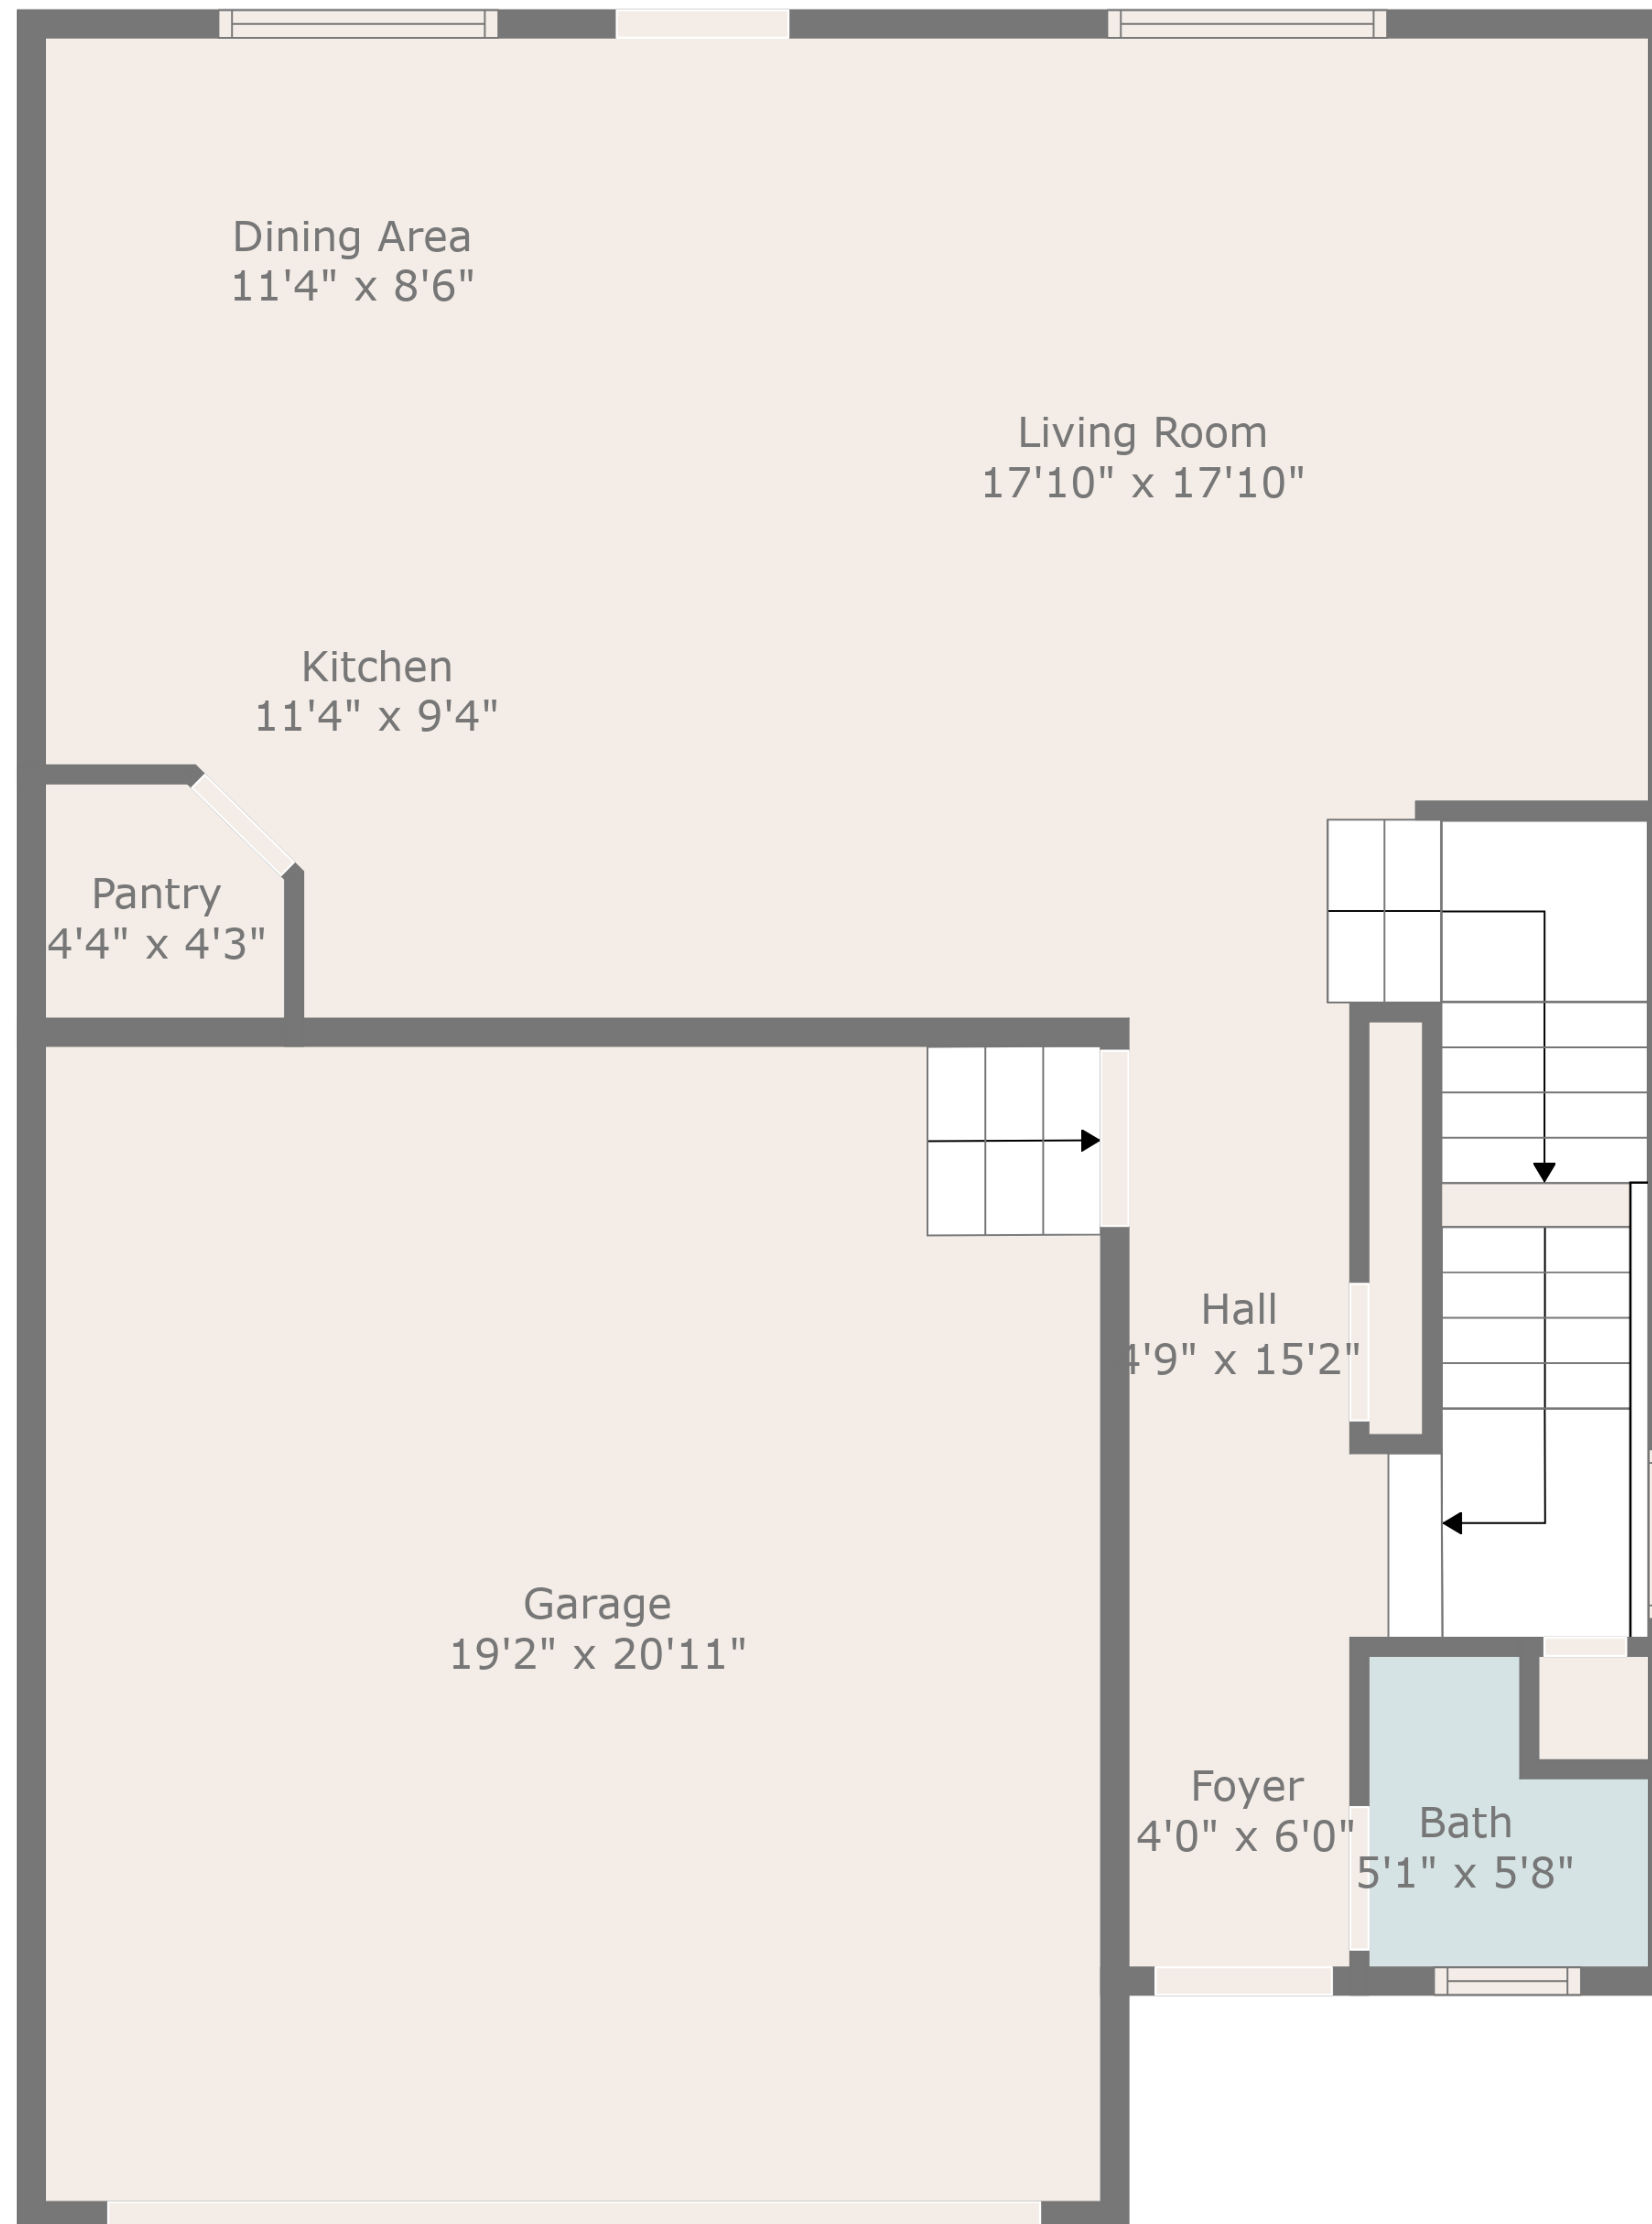 Dining Area
11'4" x 8'6"
Living Room
17'10" x 17'10"
Kitchen
11'4" x 9'4"
Pantry
4'4" x 4'3"
Hall
4'9" x 15'2"
Garage
19'2" x 20'11"
Foyer
4'0" x 6'0"
Bath
5'1" x 5'8"